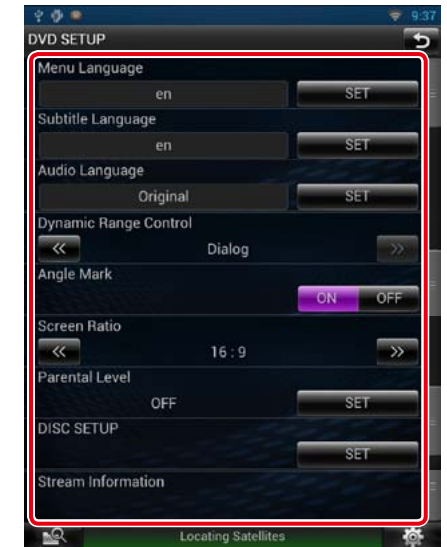 9:37
DVD SETUP
Menu Language
en SET
Subtitle Language
en SET
Audio Language
Original SET
Dynamic Range Control
Dialog
Angle Mark
ON OFF
Screen Ratio
16 : 9
Parental Level
OFF SET
DISC SETUP
SET
Stream Information
Locating Satellites